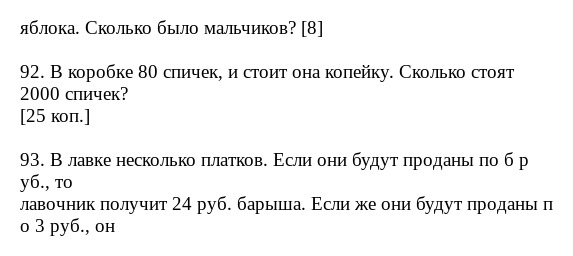 яблока. Сколько было мальчиков? [8]
92. В коробке 80 спичек, и стоит она копейку. Сколько стоят
2000 спичек?
[25 коп.]
93. В лавке несколько платков. Если они будут проданы по б р
уб., то
лавочник получит 24 руб. барыша. Если же они будут проданы п
о 3 руб., он